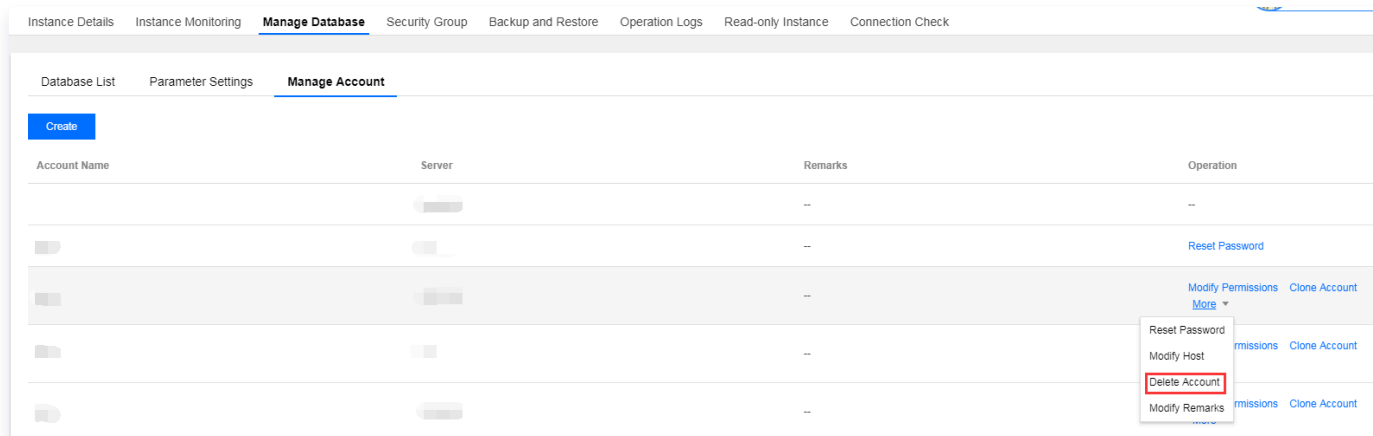 Instance Details Instance Monitoring Manage Database Security Group Backup and Restore Operation Logs Read-only Instance Connection Check
Database List Parameter Settings Manage Account
Create
Account Name Server Remarks Operation
-- --
-- Reset Password
-- Modify Permissions Clone Account
More
Reset Password
rmissions Clone Account
Modify Host
--
Delete Account
Modify Remarks
rmissions Clone Account
--
More